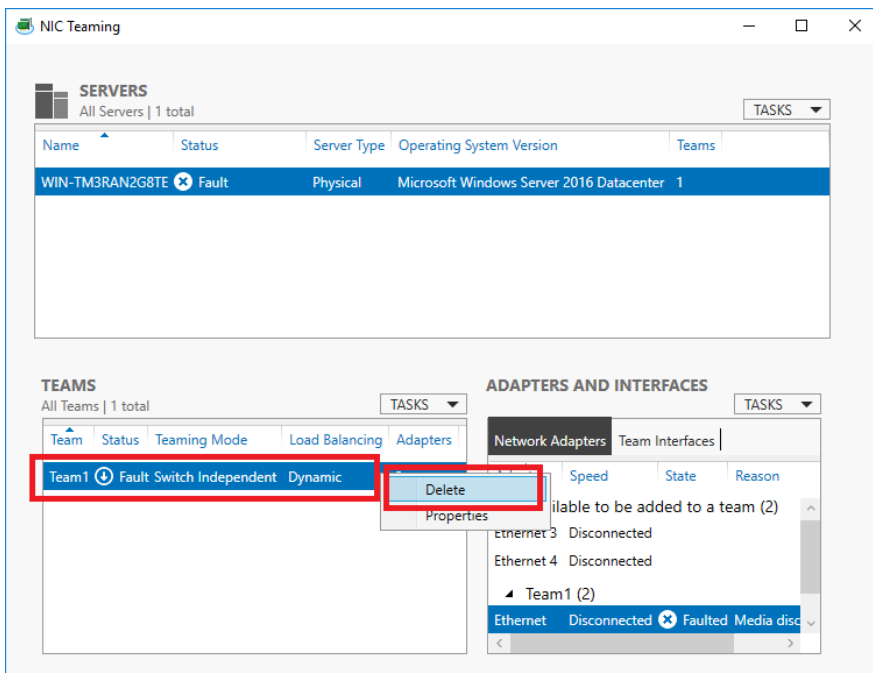 NIC Teaming
SERVERS
All Servers | 1 total
TASKS
Name Status Server Type Operating System Version Teams
WIN-TM3RAN2G8TE Fault Physical Microsoft Windows Server 2016 Datacenter 1
TEAMS
All Teams | 1 total
TASKS
Team Status Teaming Mode Load Balancing Adapters
Team1 Fault Switch Independent Dynamic
Delete
Properties
ADAPTERS AND INTERFACES
TASKS
Network Adapters Team Interfaces
Speed State Reason
ilable to be added to a team (2)
Ethernet 3 Disconnected
Ethernet 4 Disconnected
Team1 (2)
Ethernet Disconnected Faulted Media disc